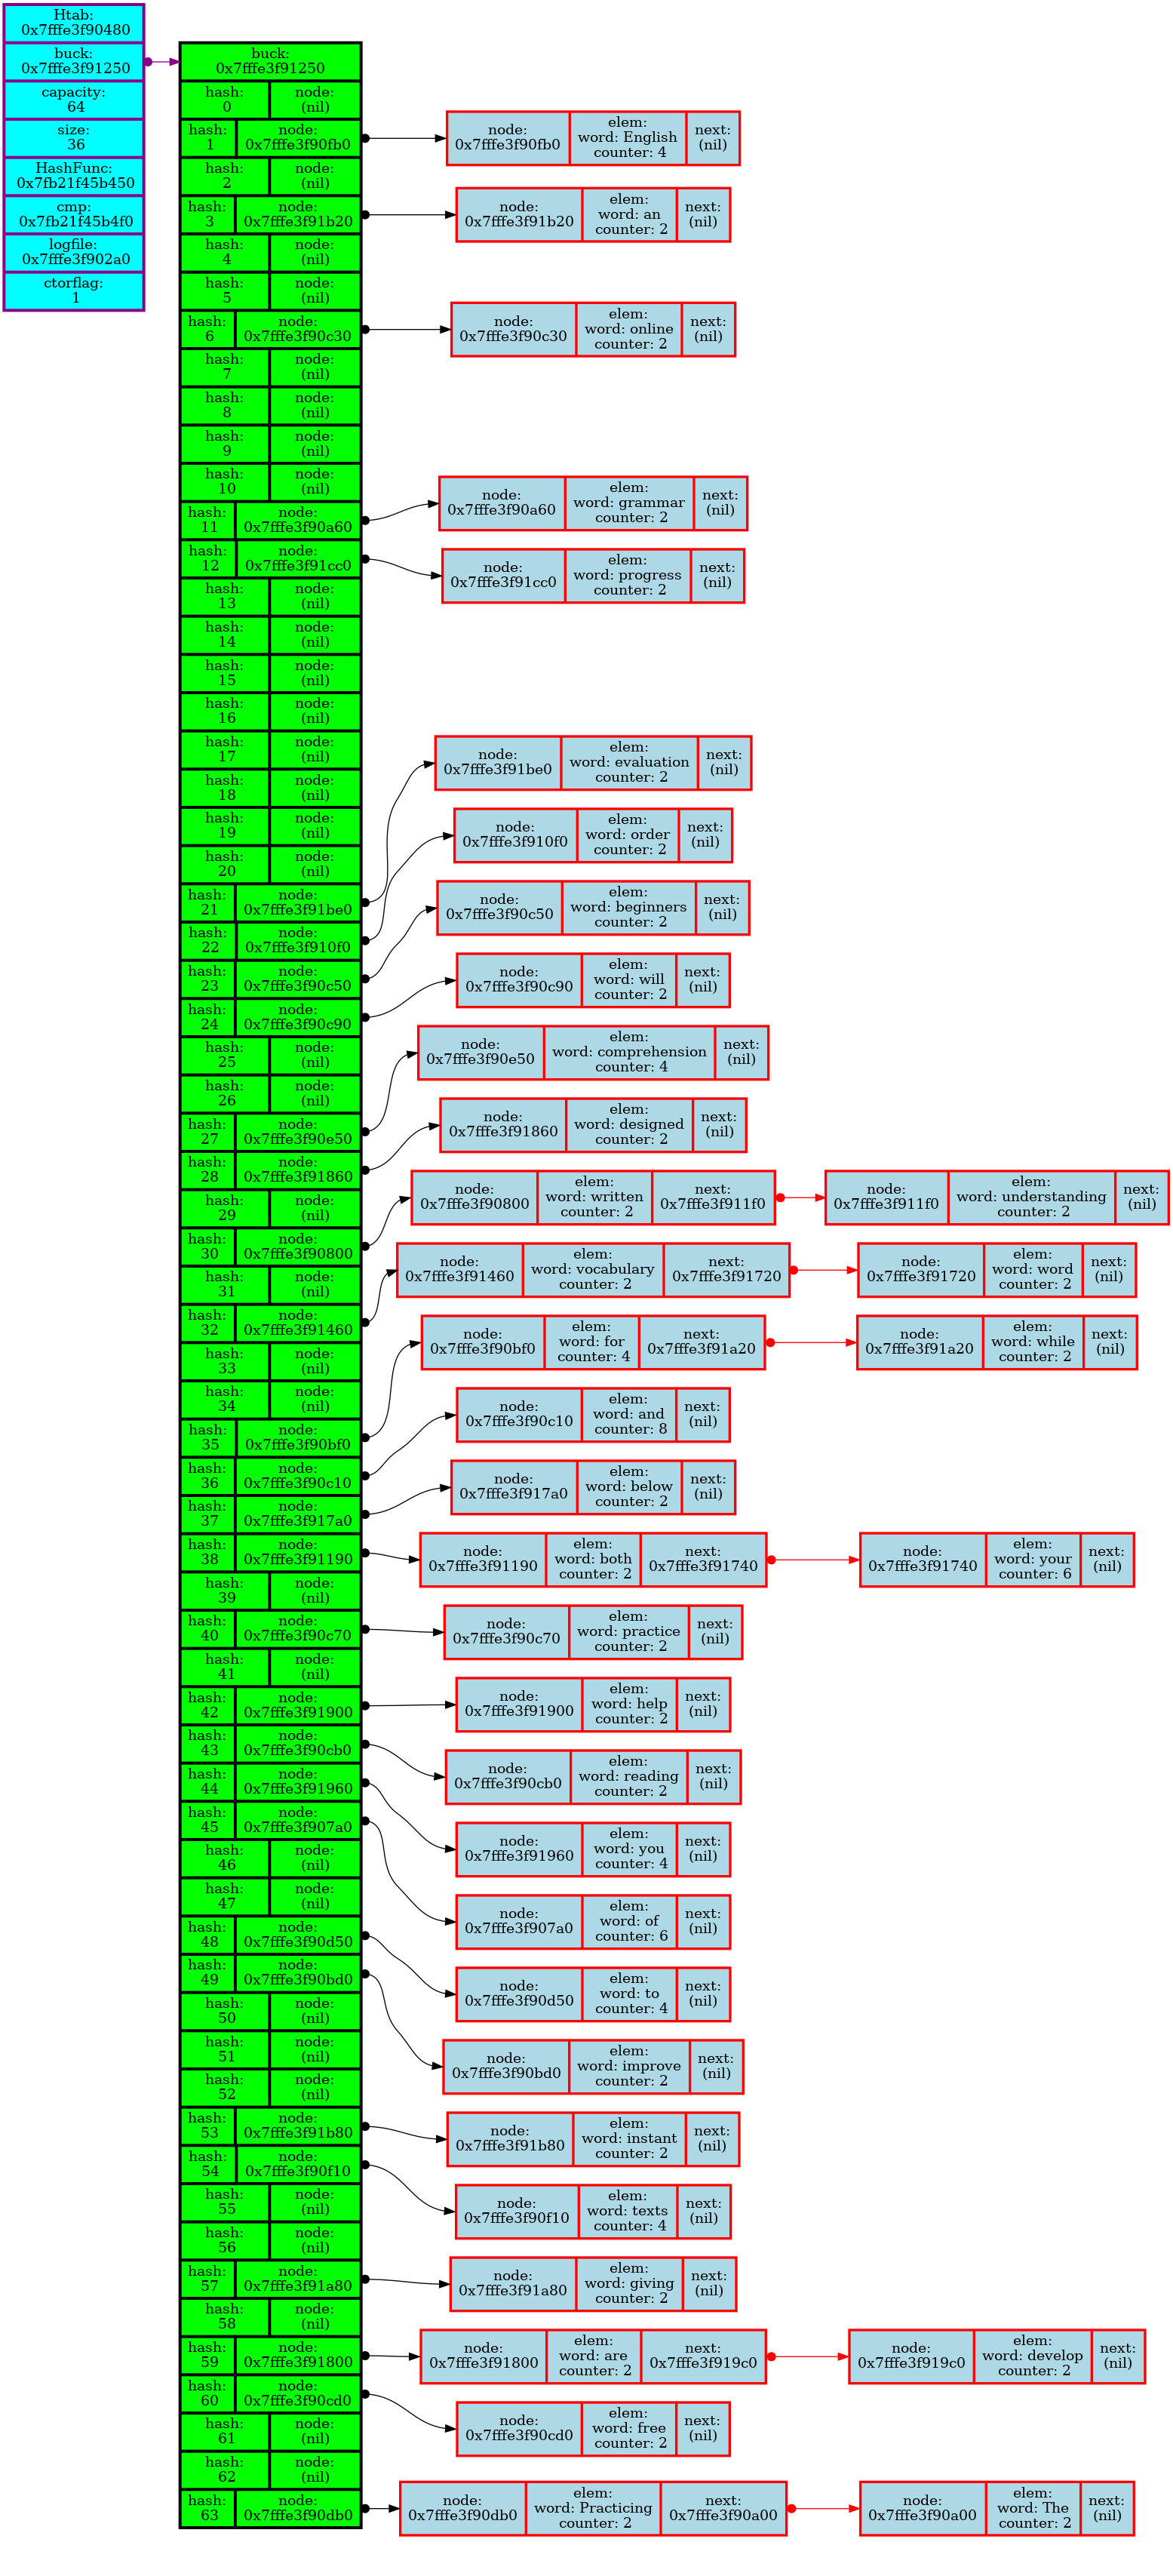 Htab:
0x7fffe3f90480
buck:
0x7fffe3f91250
capacity:
64
size:
36
HashFunc:
0x7fb21f45b450
cmp:
0x7fb21f45b4f0
logfile:
0x7fffe3f902a0
ctorflag:
1
buck:
0x7fffe3f91250
hash: node:
0 (nil)
hash: node:
1 0x7fffe3f90fb0
hash: node:
2 (nil)
hash: node:
3 0x7fffe3f91b20
hash: node:
4 (nil)
hash: node:
5 (nil)
hash: node:
6 0x7fffe3f90c30
hash: node:
7 (nil)
hash: node:
8 (nil)
hash: node:
9 (nil)
hash: node:
10 (nil)
hash: node:
11 0x7fffe3f90a60
hash: node:
12 0x7fffe3f91cc0
hash: node:
13 (nil)
hash: node:
14 (nil)
hash: node:
15 (nil)
hash: node:
16 (nil)
hash: node:
17 (nil)
hash: node:
18 (nil)
hash: node:
19 (nil)
hash: node:
20 (nil)
hash: node:
21 0x7fffe3f91be0
hash: node:
22 0x7fffe3f910f0
hash: node:
23 0x7fffe3f90c50
hash: node:
24 0x7fffe3f90c90
hash: node:
25 (nil)
hash: node:
26 (nil)
hash: node:
27 0x7fffe3f90e50
hash: node:
28 0x7fffe3f91860
hash: node:
29 (nil)
hash: node:
30 0x7fffe3f90800
hash: node:
31 (nil)
hash: node:
32 0x7fffe3f91460
hash: node:
33 (nil)
hash: node:
34 (nil)
hash: node:
35 0x7fffe3f90bf0
hash: node:
36 0x7fffe3f90c10
hash: node:
37 0x7fffe3f917a0
hash: node:
38 0x7fffe3f91190
hash: node:
39 (nil)
hash: node:
40 0x7fffe3f90c70
hash: node:
41 (nil)
hash: node:
42 0x7fffe3f91900
hash: node:
43 0x7fffe3f90cb0
hash: node:
44 0x7fffe3f91960
hash: node:
45 0x7fffe3f907a0
hash: node:
46 (nil)
hash: node:
47 (nil)
hash: node:
48 0x7fffe3f90d50
hash: node:
49 0x7fffe3f90bd0
hash: node:
50 (nil)
hash: node:
51 (nil)
hash: node:
52 (nil)
hash: node:
53 0x7fffe3f91b80
hash: node:
54 0x7fffe3f90f10
hash: node:
55 (nil)
hash: node:
56 (nil)
hash: node:
57 0x7fffe3f91a80
hash: node:
58 (nil)
hash: node:
59 0x7fffe3f91800
hash: node:
60 0x7fffe3f90cd0
hash: node:
61 (nil)
hash: node:
62 (nil)
hash: node:
63 0x7fffe3f90db0
node:
0x7fffe3f90fb0
elem:
word: English
counter: 4
next:
(nil)
node:
0x7fffe3f91b20
elem:
word: an
counter: 2
next:
(nil)
node:
0x7fffe3f90c30
elem:
word: online
counter: 2
next:
(nil)
node:
0x7fffe3f90a60
elem:
word: grammar
counter: 2
next:
(nil)
node:
0x7fffe3f91cc0
elem:
word: progress
counter: 2
next:
(nil)
node:
0x7fffe3f91be0
elem:
word: evaluation
counter: 2
next:
(nil)
node:
0x7fffe3f910f0
elem:
word: order
counter: 2
next:
(nil)
node:
0x7fffe3f90c50
elem:
word: beginners
counter: 2
next:
(nil)
node:
0x7fffe3f90c90
elem:
word: will
counter: 2
next:
(nil)
node:
0x7fffe3f90e50
elem:
word: comprehension
counter: 4
next:
(nil)
node:
0x7fffe3f91860
elem:
word: designed
counter: 2
next:
(nil)
node:
0x7fffe3f90800
elem:
word: written
counter: 2
next:
0x7fffe3f911f0
node:
0x7fffe3f911f0
elem:
word: understanding
counter: 2
next:
(nil)
node:
0x7fffe3f91460
elem:
word: vocabulary
counter: 2
next:
0x7fffe3f91720
node:
0x7fffe3f91720
elem:
word: word
counter: 2
next:
(nil)
node:
0x7fffe3f90bf0
elem:
word: for
counter: 4
next:
0x7fffe3f91a20
node:
0x7fffe3f91a20
elem:
word: while
counter: 2
next:
(nil)
node:
0x7fffe3f90c10
elem:
word: and
counter: 8
next:
(nil)
node:
0x7fffe3f917a0
elem:
word: below
counter: 2
next:
(nil)
node:
0x7fffe3f91190
elem:
word: both
counter: 2
next:
0x7fffe3f91740
node:
0x7fffe3f91740
elem:
word: your
counter: 6
next:
(nil)
node:
0x7fffe3f90c70
elem:
word: practice
counter: 2
next:
(nil)
node:
0x7fffe3f91900
elem:
word: help
counter: 2
next:
(nil)
node:
0x7fffe3f90cb0
elem:
word: reading
counter: 2
next:
(nil)
node:
0x7fffe3f91960
elem:
word: you
counter: 4
next:
(nil)
node:
0x7fffe3f907a0
elem:
word: of
counter: 6
next:
(nil)
node:
0x7fffe3f90d50
elem:
word: to
counter: 4
next:
(nil)
node:
0x7fffe3f90bd0
elem:
word: improve
counter: 2
next:
(nil)
node:
0x7fffe3f91b80
elem:
word: instant
counter: 2
next:
(nil)
node:
0x7fffe3f90f10
elem:
word: texts
counter: 4
next:
(nil)
node:
0x7fffe3f91a80
elem:
word: giving
counter: 2
next:
(nil)
node:
0x7fffe3f91800
elem:
word: are
counter: 2
next:
0x7fffe3f919c0
node:
0x7fffe3f919c0
elem:
word: develop
counter: 2
next:
(nil)
node:
0x7fffe3f90cd0
elem:
word: free
counter: 2
next:
(nil)
node:
0x7fffe3f90db0
elem:
word: Practicing
counter: 2
next:
0x7fffe3f90a00
node:
0x7fffe3f90a00
elem:
word: The
counter: 2
next:
(nil)